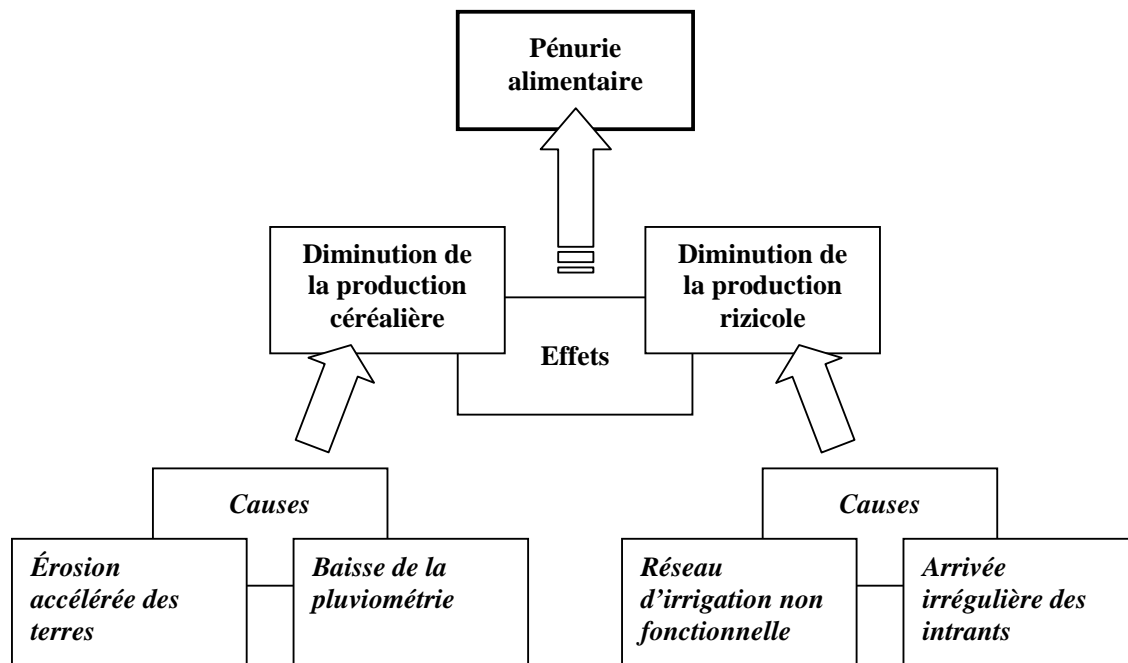 Pénurie
alimentaire
Diminution de
la production
céréalière
Effets
Diminution de
la production
rizicole
Causes
Érosion
accélérée des
terres
Baisse de la
pluviométrie
Causes
Réseau
d’irrigation non
fonctionnelle
Arrivée
irrégulière des
intrants